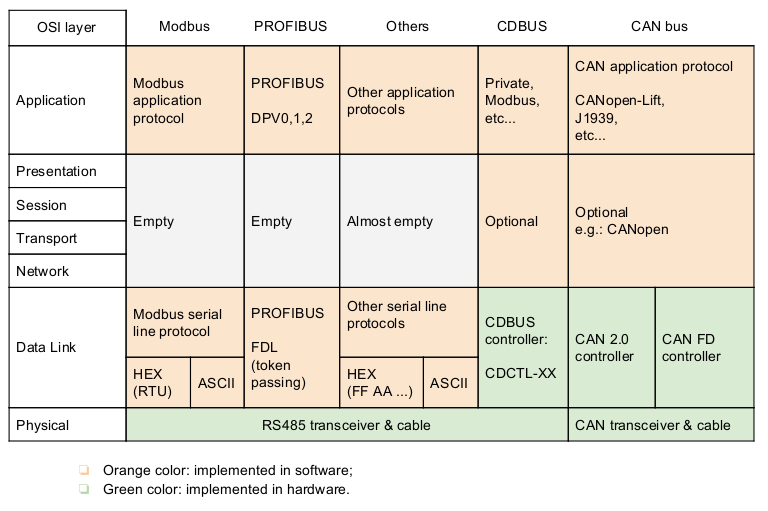 OSI layer
Modbus
PROFIBUS
Others
CDBUS
CAN bus
Application
Modbus
application
protocol
PROFIBUS
DPV0,1,2
Other application
protocols
Private,
Modbus,
etc...
CAN application protocol
CANopen-Lift,
J1939,
etc...
Presentation
Session
Transport
Network
Empty
Empty
Almost empty
Optional
Optional
e.g.: CANopen
Data Link
Modbus serial
line protocol
HEX
(RTU)
ASCII
PROFIBUS
FDL
(token
passing)
Other serial line
protocols
HEX
(FF AA ...)
ASCII
CDBUS
controller:
CDCTL-XX
CAN 2.0
controller
CAN FD
controller
Physical
RS485 transceiver & cable
CAN transceiver & cable
Orange color: implemented in software;
Green color: implemented in hardware.